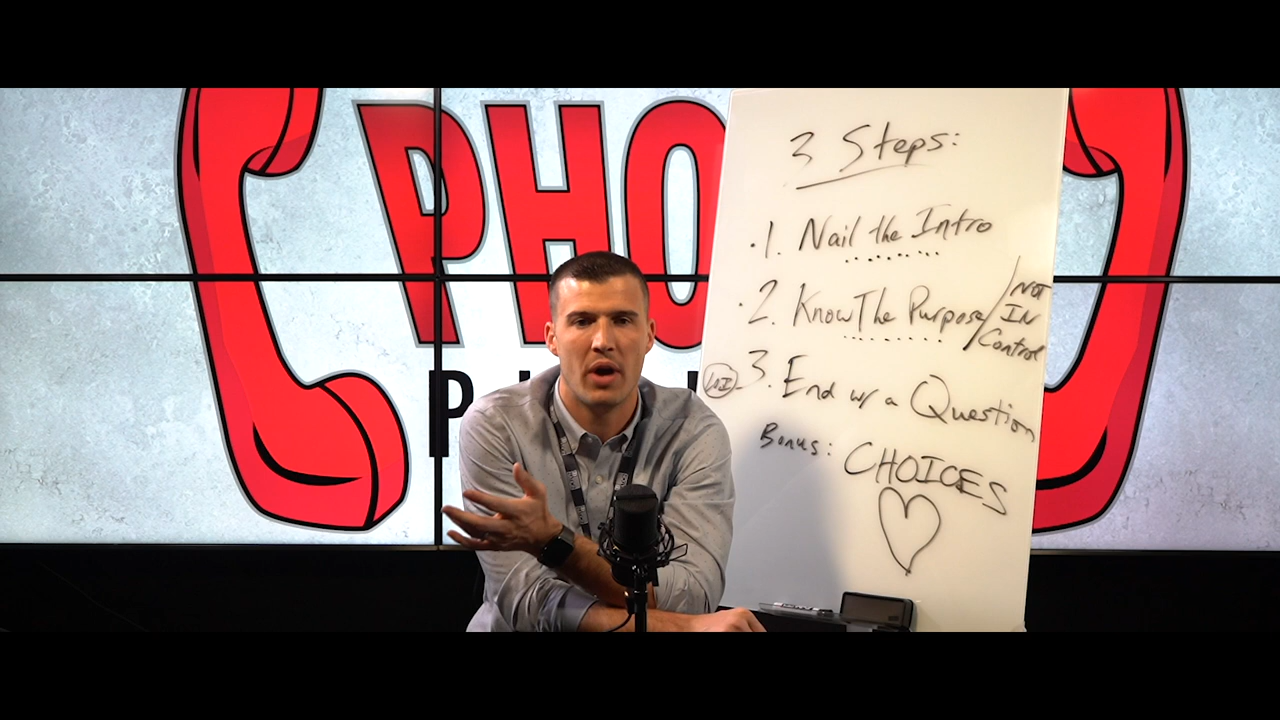 PHO
P
3 Steps:
.1. Nail the Intro
.2. Know The Purpose / NOT IN Control
LOI 3. End w/ a Question
Bonus: CHOICES